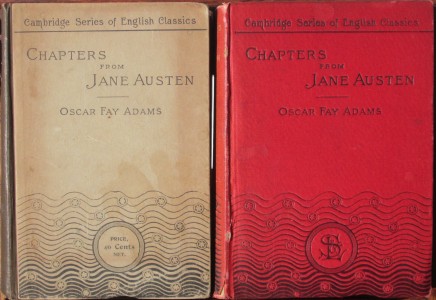 Cambridge Series of English Classics
CHAPTERS
FROM
JANE AUSTEN
OSCAR FAY ADAMS
PRICE,
Cents
NET.
Cambridge Series of English Classics
CHAPTERS
FROM
JANE AUSTEN
OSCAR FAY ADAMS